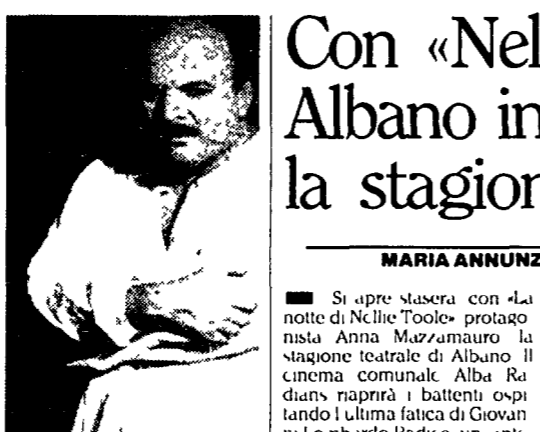 Con «Nel
Albano in
la stagion
MARIA ANNUNZ
Si apre stasera con «La
notte di Nellie Toole» protago
nista Anna Mazzamauro la
stagione teatrale di Albano Il
cinema comunale Alba Ra
dians riaprirà i battenti ospi
tando l ultima fatica di Giovan